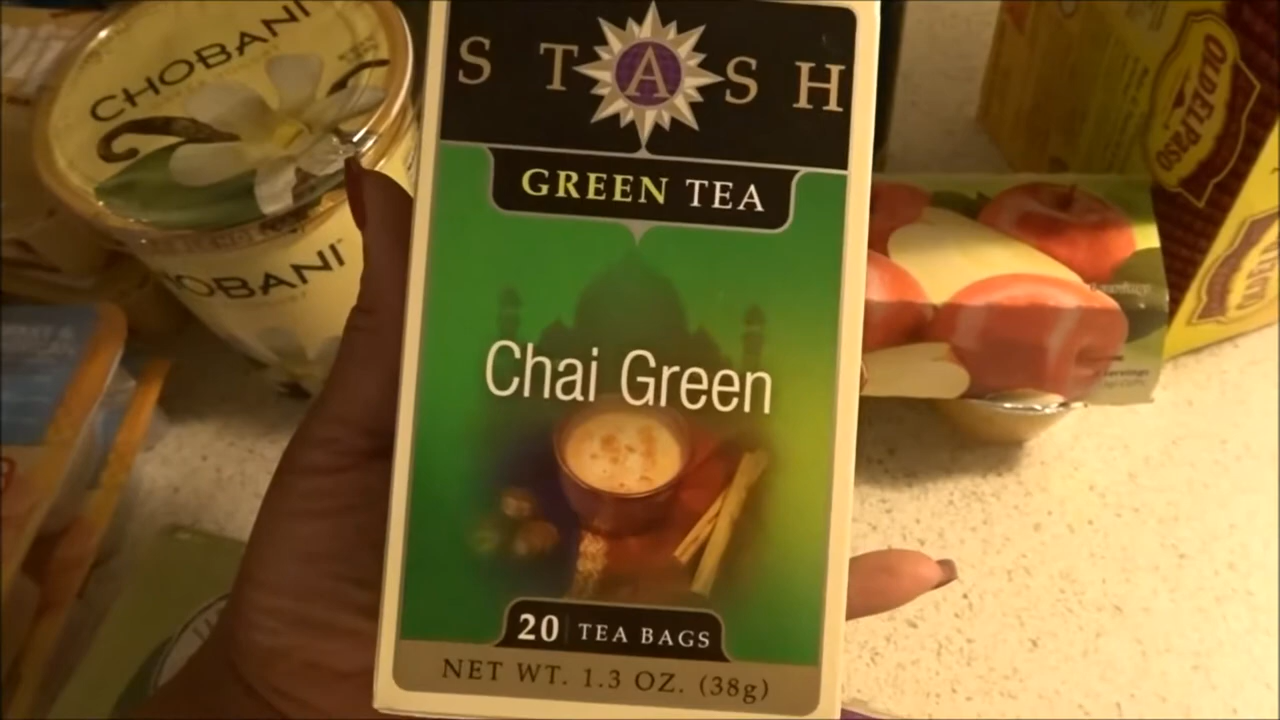 CHOBANI
CHOBANI
STASH
GREEN TEA
Chai Green
20 TEA BAGS
NET WT. 1.3 OZ. (38g)
OLD EL PASO